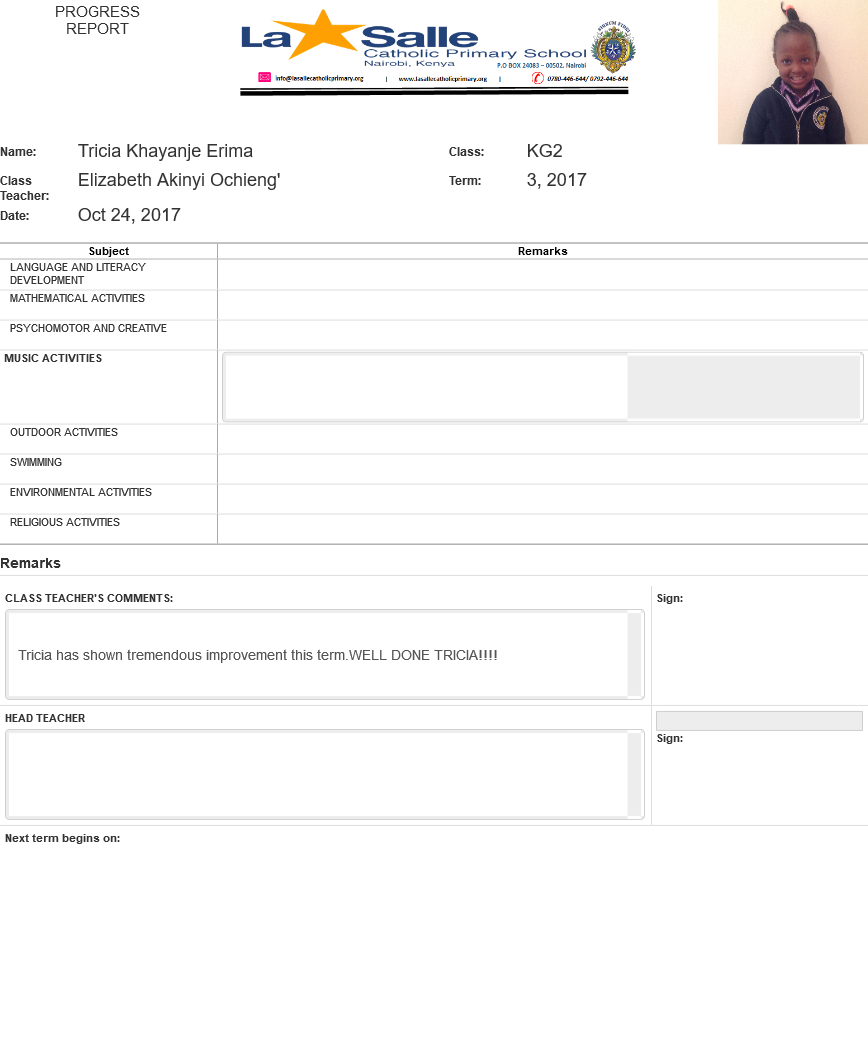 PROGRESS
REPORT
La Salle
Catholic Primary School
Nairobi, Kenya
P.O BOX 24083 – 00502, Nairobi
info@lasallecatholicprimary.org | www.lasallecatholicprimary.org | 0780-446-644/ 0792-446-644
Name: Tricia Khayanje Erima Class: KG2
Class Teacher: Elizabeth Akinyi Ochieng' Term: 3, 2017
Date: Oct 24, 2017
Subject Remarks
LANGUAGE AND LITERACY
DEVELOPMENT
MATHEMATICAL ACTIVITIES
PSYCHOMOTOR AND CREATIVE
MUSIC ACTIVITIES
OUTDOOR ACTIVITIES
SWIMMING
ENVIRONMENTAL ACTIVITIES
RELIGIOUS ACTIVITIES
Remarks
CLASS TEACHER'S COMMENTS: Sign:
Tricia has shown tremendous improvement this term.WELL DONE TRICIA!!!!
HEAD TEACHER
Sign:
Next term begins on: